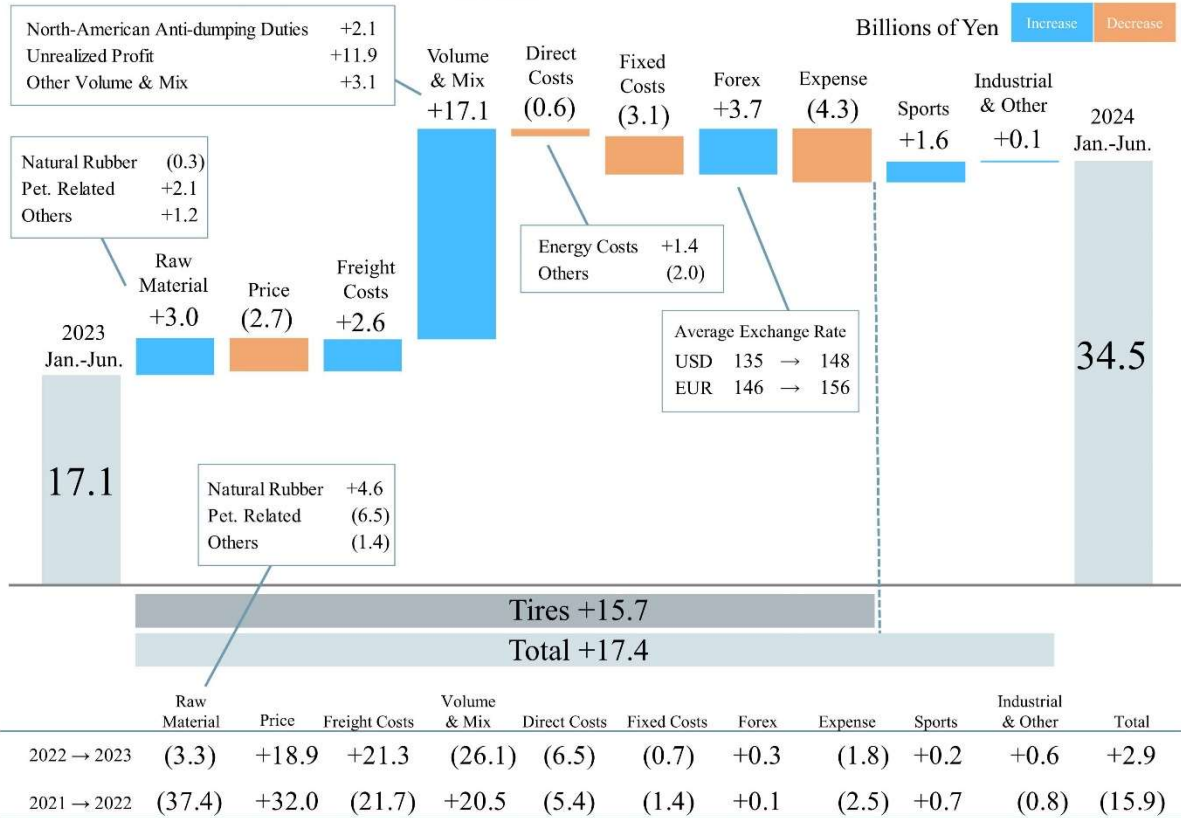 Billions of Yen Increase Decrease
North-American Anti-dumping Duties +2.1
Unrealized Profit +11.9
Other Volume & Mix +3.1
Natural Rubber (0.3)
Pet. Related +2.1
Others +1.2
2023
Jan.-Jun.
17.1
Raw
Material
+3.0
Price
(2.7)
Freight
Costs
+2.6
Volume
& Mix
+17.1
Direct
Costs
(0.6)
Fixed
Costs
(3.1)
Forex
+3.7
Expense
(4.3)
Sports
+1.6
Industrial
& Other
+0.1
2024
Jan.-Jun.
34.5
Energy Costs +1.4
Others (2.0)
Average Exchange Rate
USD 135 → 148
EUR 146 → 156
Natural Rubber +4.6
Pet. Related (6.5)
Others (1.4)
Tires +15.7
Total +17.4
Raw
Material Price Freight Costs Volume
& Mix Direct Costs Fixed Costs Forex Expense Sports Industrial
& Other Total
2022 → 2023 (3.3) +18.9 +21.3 (26.1) (6.5) (0.7) +0.3 (1.8) +0.2 +0.6 +2.9
2021 → 2022 (37.4) +32.0 (21.7) +20.5 (5.4) (1.4) +0.1 (2.5) +0.7 (0.8) (15.9)